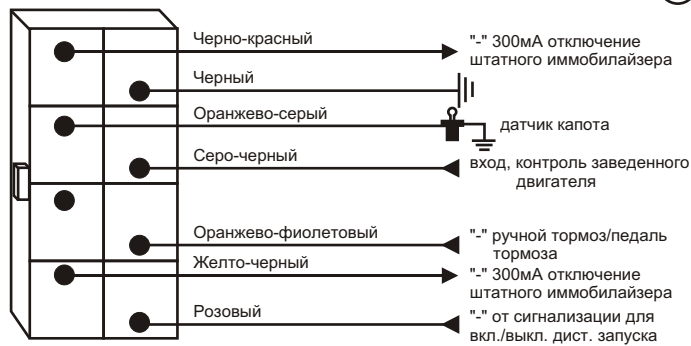 Черно-красный
"-" 300мА отключение
штатного иммобилайзера
Черный
Оранжево-серый
датчик капота
Серо-черный
вход, контроль заведенного
двигателя
Оранжево-фиолетовый
"-" ручной тормоз/педаль
тормоза
Желто-черный
"-" 300мА отключение
штатного иммобилайзера
Розовый
"-" от сигнализации для
вкл./выкл. дист. запуска